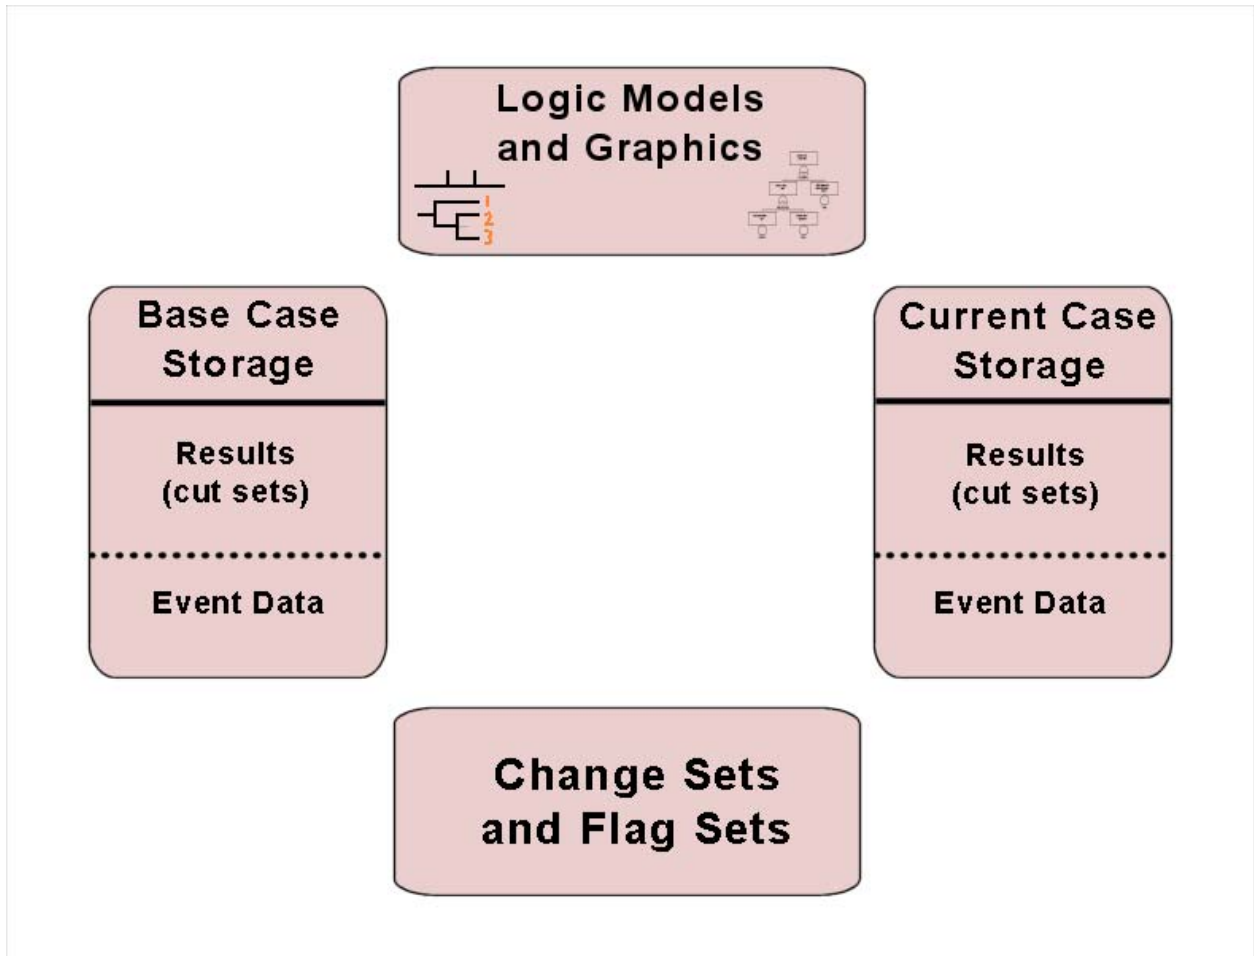 Logic Models
and Graphics
1
2
3
Base Case
Storage
Results
(cut sets)
Event Data
Current Case
Storage
Results
(cut sets)
Event Data
Change Sets
and Flag Sets